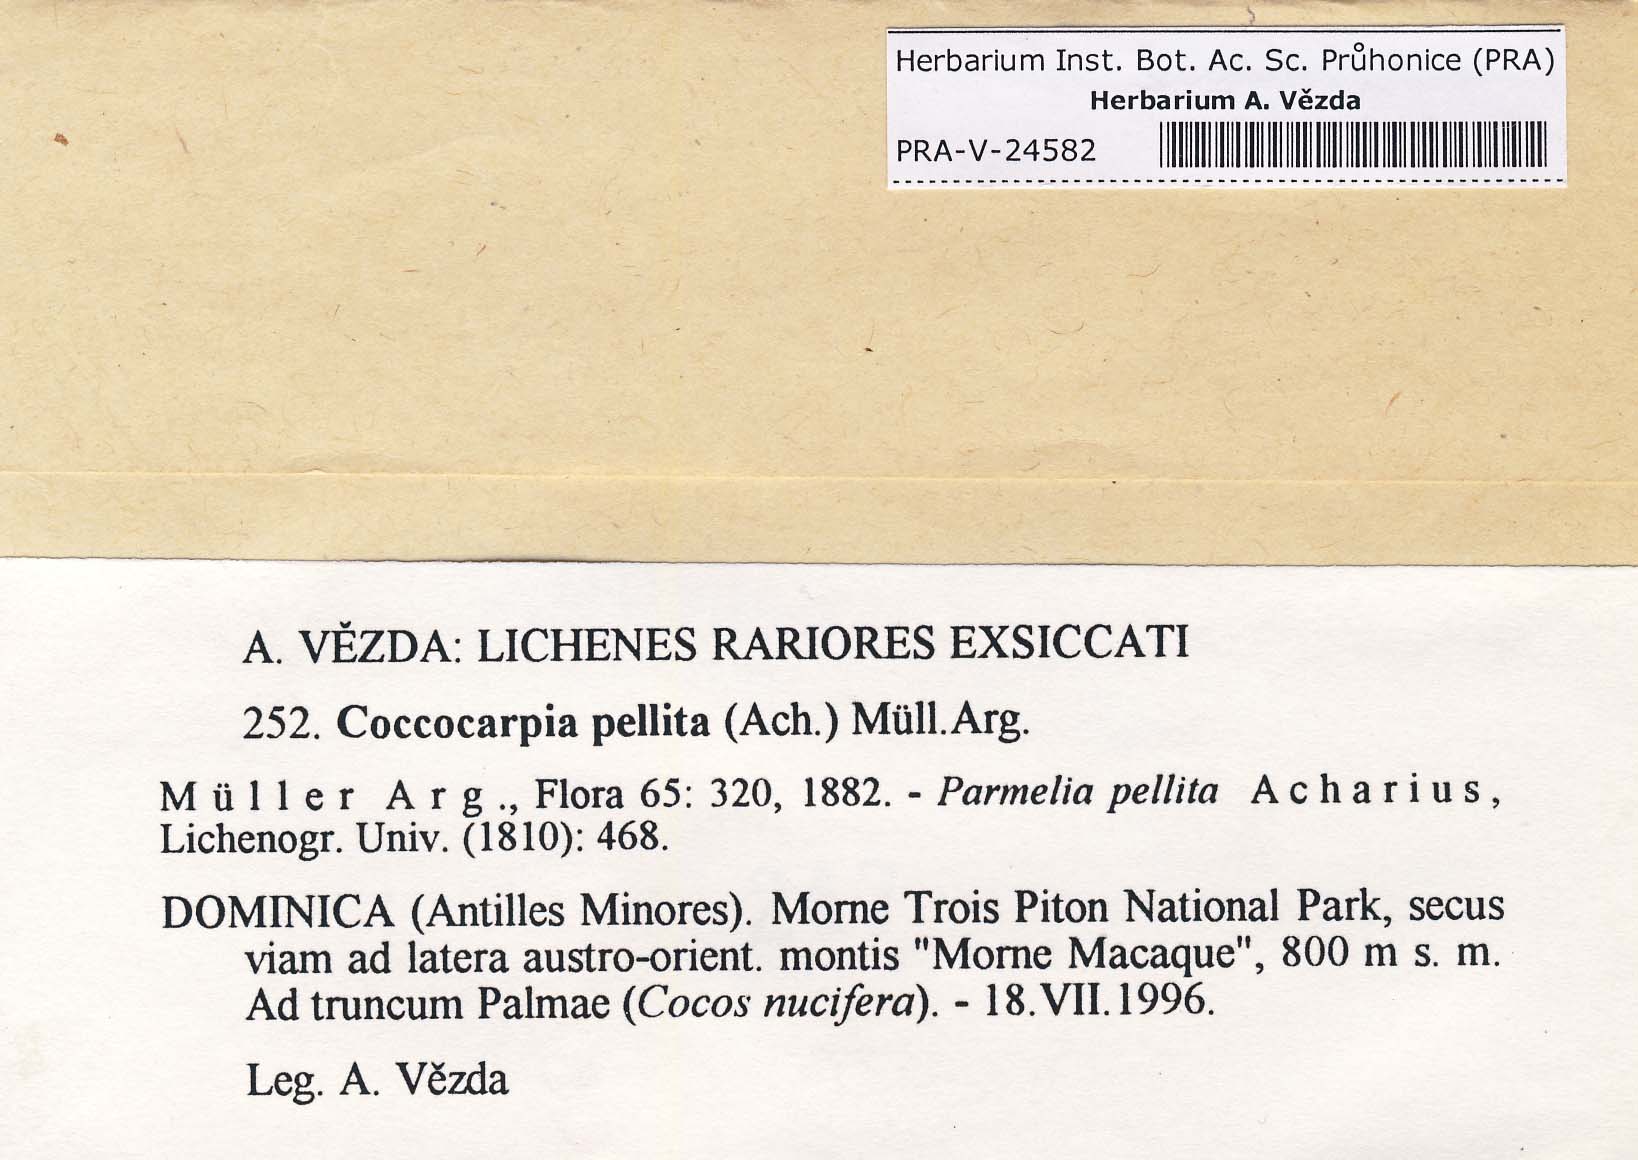 Herbarium Inst. Bot. Ac. Sc. Průhonice (PRA)
Herbarium A. Vězda
PRA-V-24582
A. VĚZDA: LICHENES RARIORES EXSICCATI
252. Coccocarpia pellita (Ach.) Müll.Arg.
Müller Arg., Flora 65: 320, 1882. - Parmelia pellita Acharius,
Lichenogr. Univ. (1810): 468.
DOMINICA (Antilles Minores). Morne Trois Piton National Park, secus
viam ad latera austro-orient. montis "Morne Macaque", 800 m s. m.
Ad truncum Palmae (Cocos nucifera). - 18.VII.1996.
Leg. A. Vězda